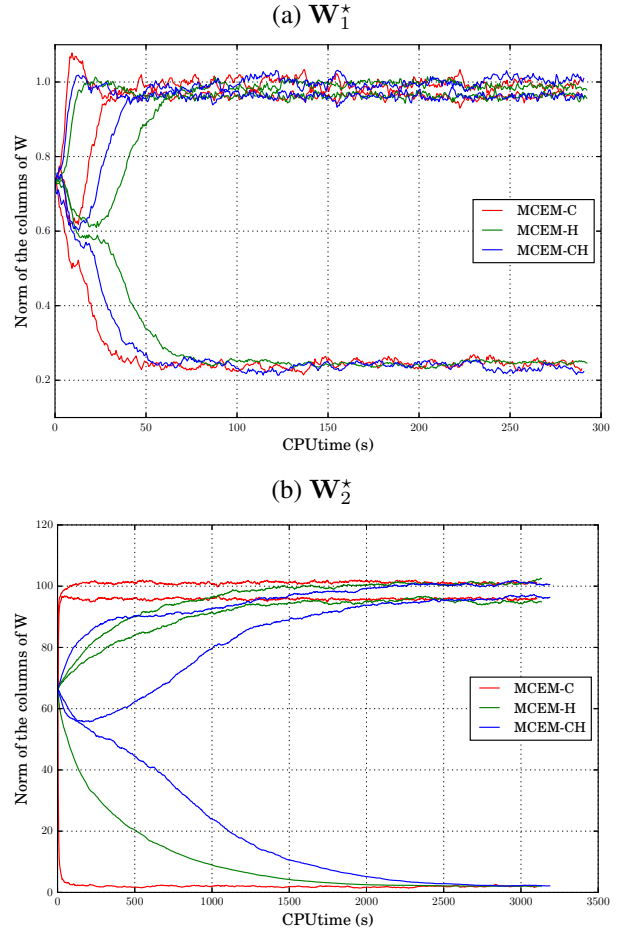 (a) W₁⋆
Norm of the columns of W
1.0
0.8
0.6
0.4
0.2
MCEM-C
MCEM-H
MCEM-CH
0 50 100 150 200 250 300
CPUtime (s)
(b) W₂⋆
Norm of the columns of W
120
100
80
60
40
20
0
MCEM-C
MCEM-H
MCEM-CH
0 500 1000 1500 2000 2500 3000 3500
CPUtime (s)